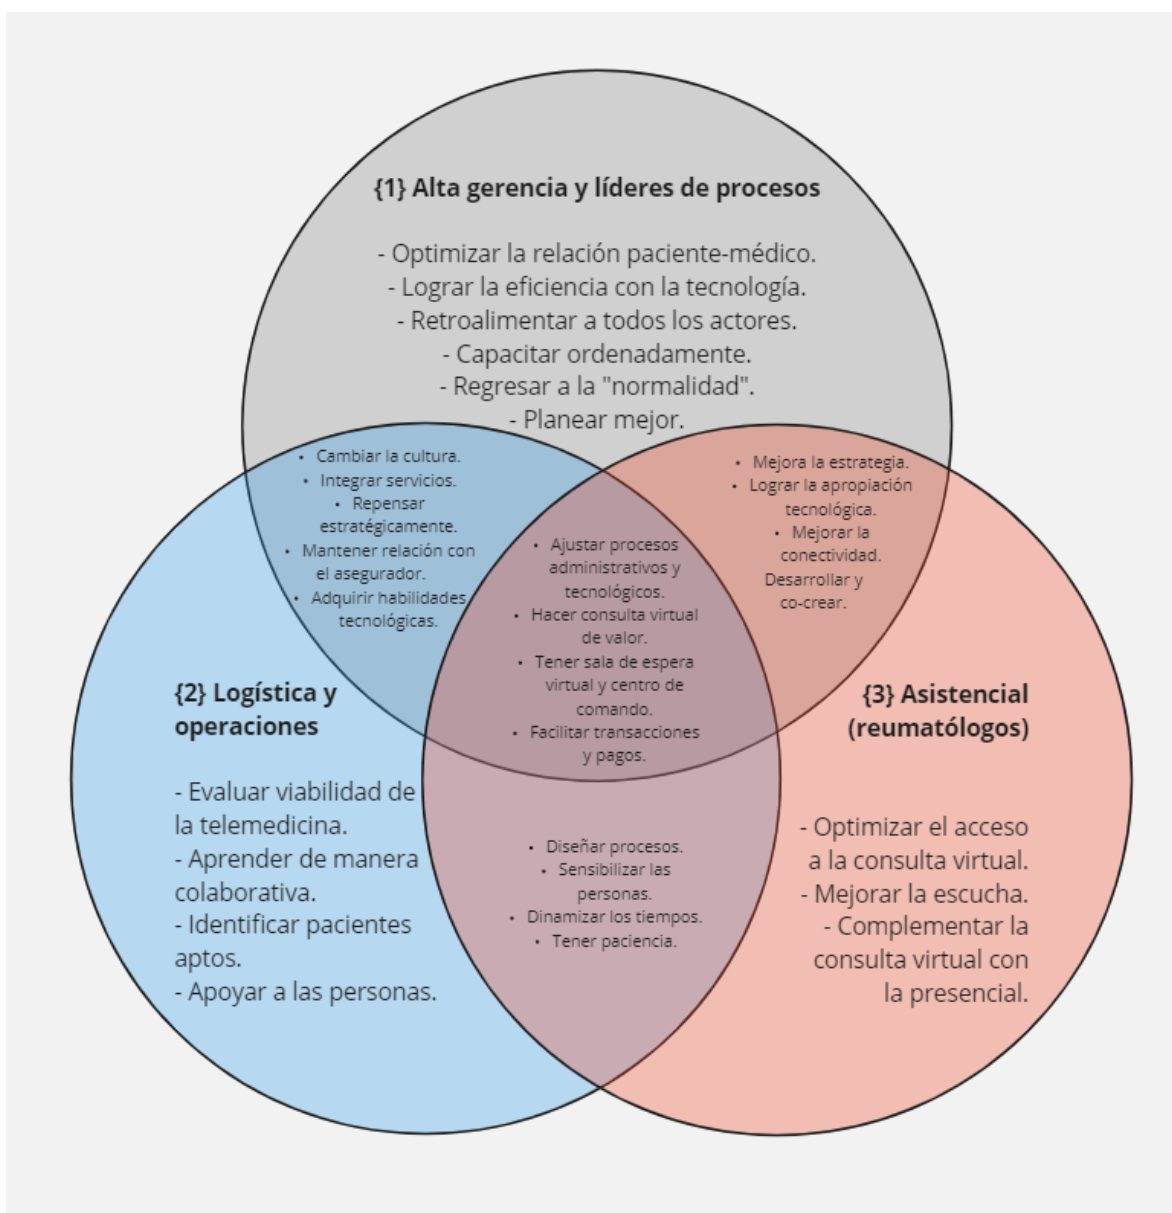 {1} Alta gerencia y líderes de procesos
- Optimizar la relación paciente-médico.
- Lograr la eficiencia con la tecnología.
- Retroalimentar a todos los actores.
- Capacitar ordenadamente.
- Regresar a la "normalidad".
- Planear mejor.
• Cambiar la cultura.
• Integrar servicios.
• Repensar
estratégicamente.
• Mantener relación con
el asegurador.
• Adquirir habilidades
tecnológicas.
• Mejora la estrategia.
• Lograr la apropiación
tecnológica.
• Mejorar la
conectividad.
Desarrollar y
co-crear.
• Ajustar procesos
administrativos y
tecnológicos.
• Hacer consulta virtual
de valor.
• Tener sala de espera
virtual y centro de
comando.
• Facilitar transacciones
y pagos.
{2} Logística y
operaciones
- Evaluar viabilidad de
la telemedicina.
- Aprender de manera
colaborativa.
- Identificar pacientes
aptos.
- Apoyar a las personas.
• Diseñar procesos.
• Sensibilizar las
personas.
• Dinamizar los tiempos.
• Tener paciencia.
{3} Asistencial
(reumatólogos)
- Optimizar el acceso
a la consulta virtual.
- Mejorar la escucha.
- Complementar la
consulta virtual con
la presencial.